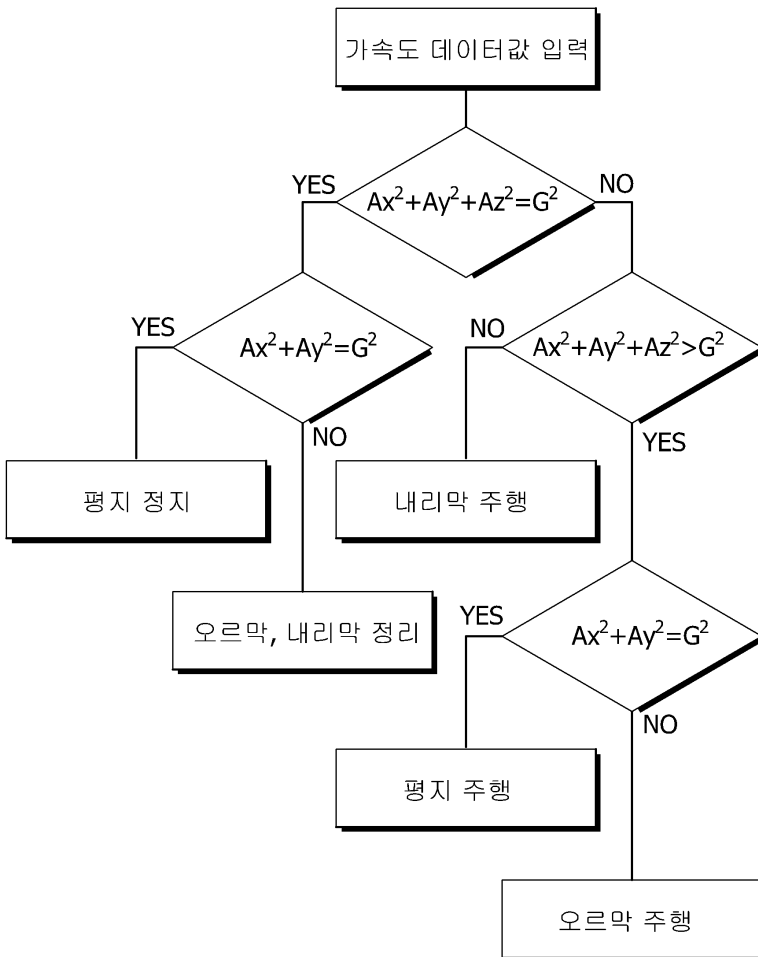 가속도 데이터값 입력
YES
NO
Ax²+Ay²+Az²=G²
YES
NO
Ax²+Ay²=G²
Ax²+Ay²+Az²>G²
NO
YES
평지 정지
내리막 주행
오르막, 내리막 정리
YES
Ax²+Ay²=G²
NO
평지 주행
오르막 주행